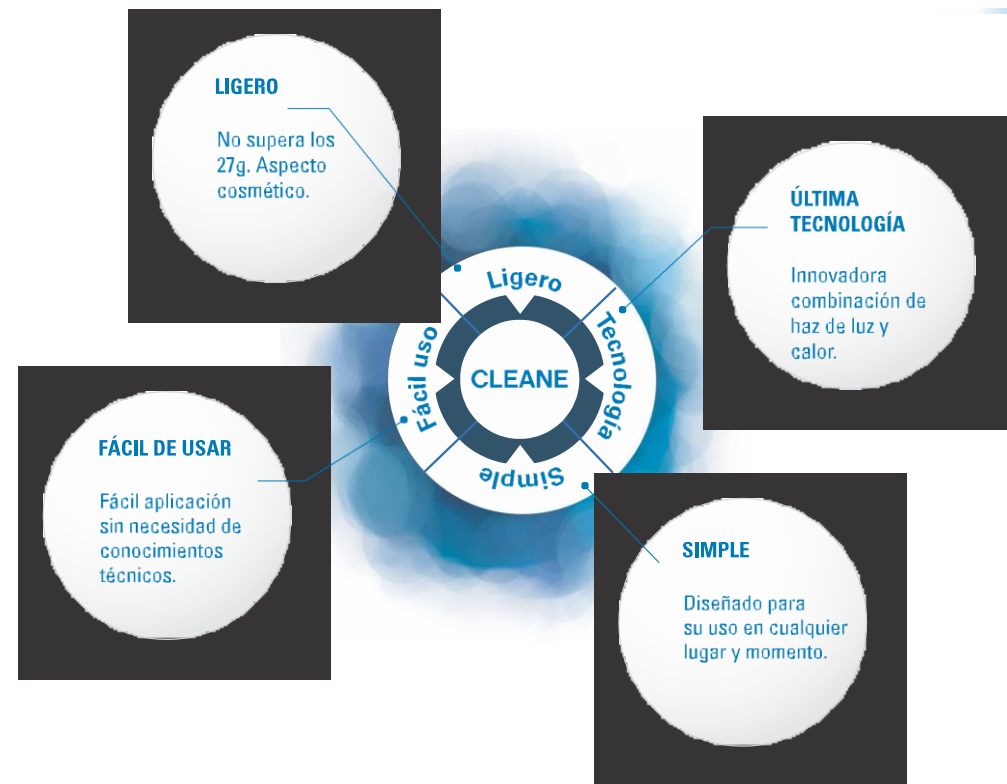 LIGERO
No supera los
27g. Aspecto
cosmético.
ÚLTIMA
TECNOLOGÍA
Innovadora
combinación de
haz de luz y
calor.
Ligero
Tecnología
Simple
Fácil uso
CLEANE
FÁCIL DE USAR
Fácil aplicación
sin necesidad de
conocimientos
técnicos.
SIMPLE
Diseñado para
su uso en cualquier
lugar y momento.